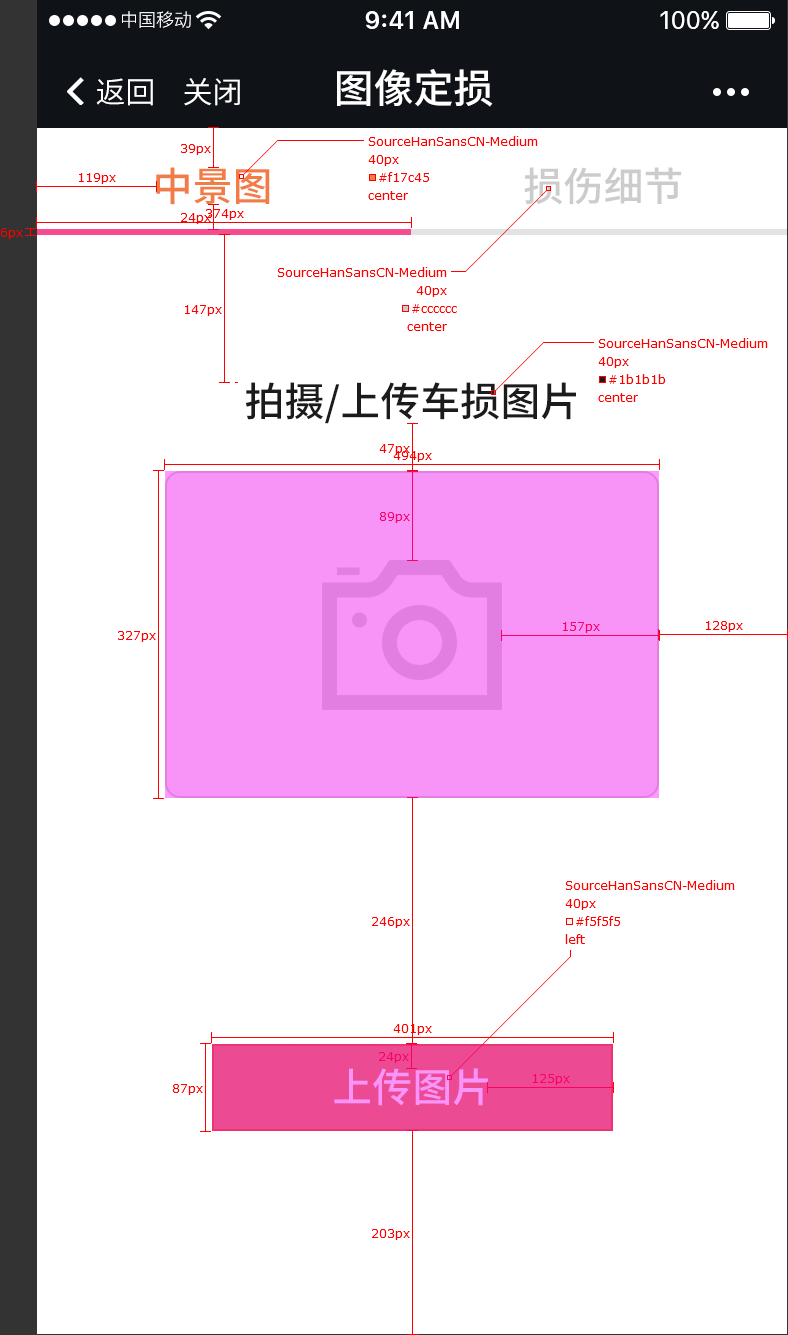 中国移动 9:41 AM 100%
返回 关闭 图像定损
39px
SourceHanSansCN-Medium
40px
#f17c45
center
119px
中景图 损伤细节
24px 374px
6px
SourceHanSansCN-Medium
40px
#cccccc
center
147px
SourceHanSansCN-Medium
40px
#1b1b1b
center
拍摄/上传车损图片
47px
494px
89px
327px
157px
128px
SourceHanSansCN-Medium
40px
#f5f5f5
left
246px
401px
24px
87px
上传图片
125px
203px